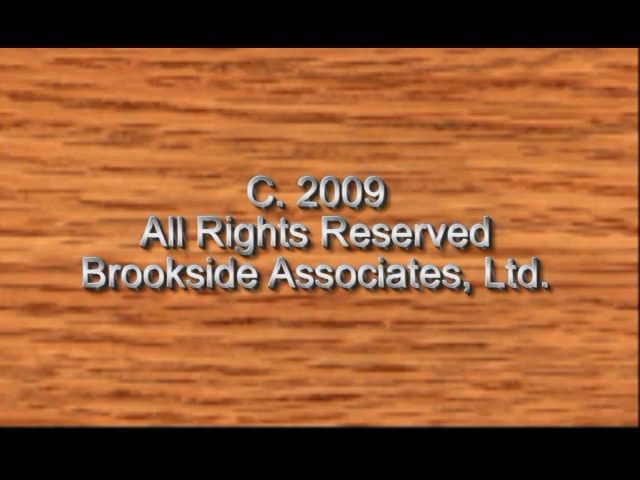 C. 2009
All Rights Reserved
Brookside Associates, Ltd.